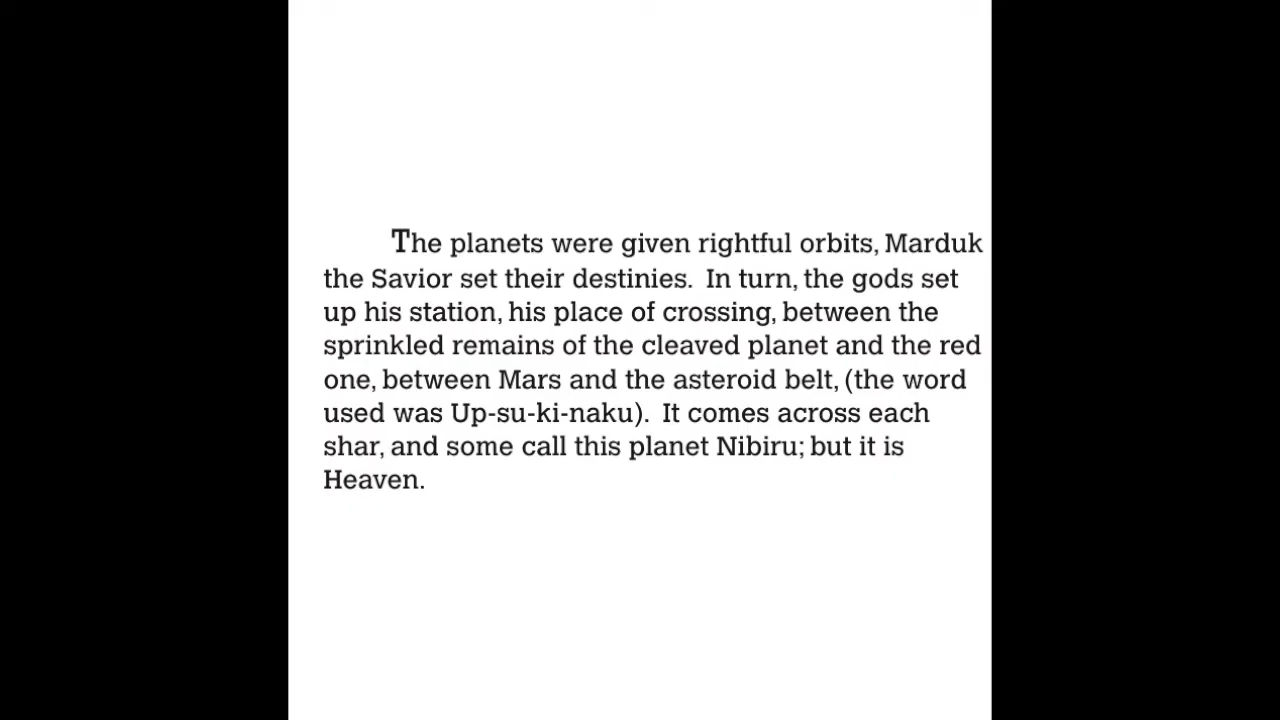 The planets were given rightful orbits, Marduk
the Savior set their destinies.  In turn, the gods set
up his station, his place of crossing, between the
sprinkled remains of the cleaved planet and the red
one, between Mars and the asteroid belt, (the word
used was Up-su-ki-naku).  It comes across each
shar, and some call this planet Nibiru; but it is
Heaven.